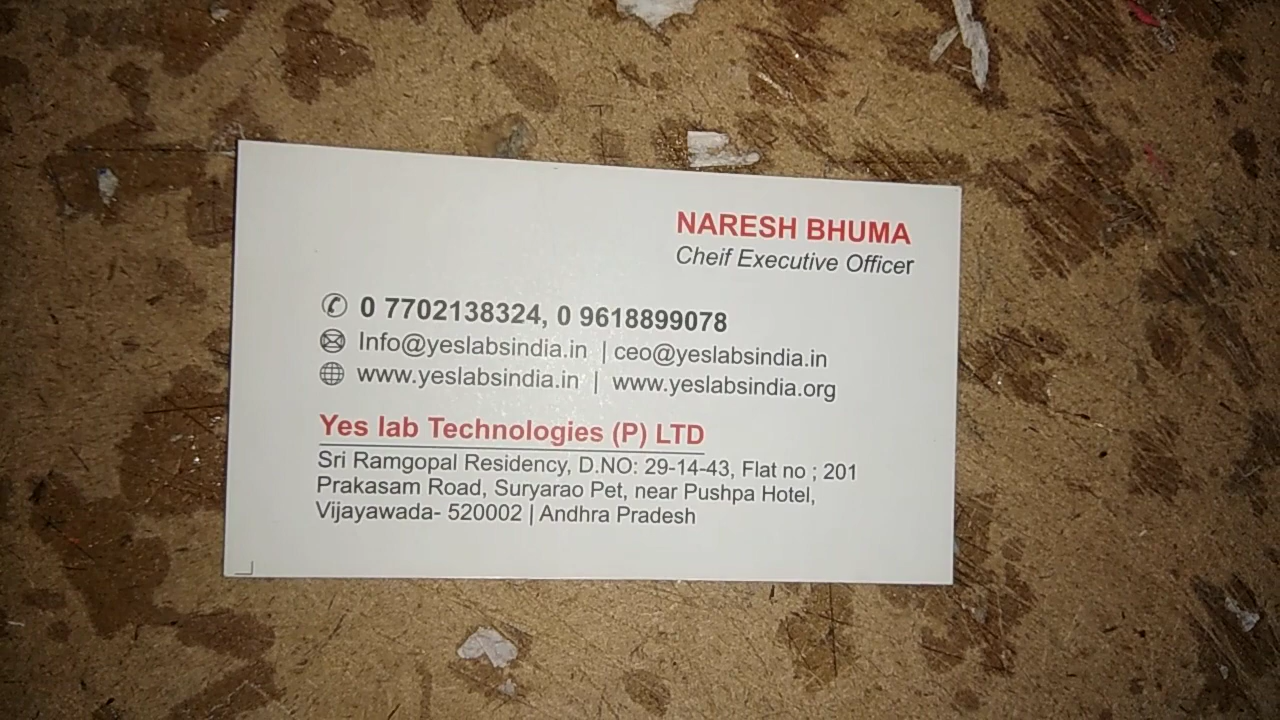 NARESH BHUMA
Cheif Executive Officer
0 7702138324, 0 9618899078
Info@yeslabsindia.in | ceo@yeslabsindia.in
www.yeslabsindia.in | www.yeslabsindia.org
Yes lab Technologies (P) LTD
Sri Ramgopal Residency, D.NO: 29-14-43, Flat no ; 201
Prakasam Road, Suryarao Pet, near Pushpa Hotel,
Vijayawada- 520002 | Andhra Pradesh